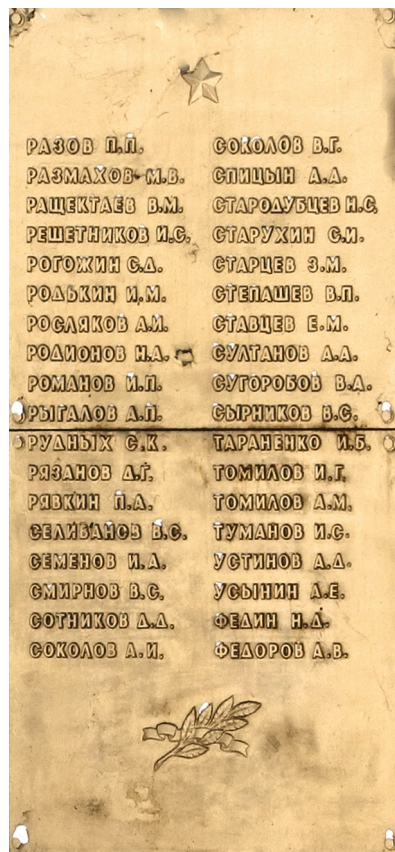 РАЗОВ П.П.
РАЗМАХОВ М.В.
РАЩЕКТАЕВ В.М.
РЕШЕТНИКОВ И.С.
РОГОЖИН С.Д.
РОДЬКИН И.М.
РОСЛЯКОВ А.И.
РОДИОНОВ Н.А.
РОМАНОВ И.П.
РЫГАЛОВ А.П.
РУДНЫХ С.К.
РЯЗАНОВ Д.Г.
РЯВКИН П.А.
СЕЛИВАНОВ В.С.
СЕМЕНОВ И.А.
СМИРНОВ В.С.
СОТНИКОВ Д.Д.
СОКОЛОВ А.И.
СОКОЛОВ В.Г.
СПИЦЫН А.А.
СТАРОДУБЦЕВ Н.С.
СТАРУХИН С.И.
СТАРЦЕВ З.М.
СТЕПАШЕВ В.П.
СТАВЦЕВ Е.М.
СУЛТАНОВ А.А.
СУГОРОБОВ В.А.
СЫРНИКОВ В.С.
ТАРАНЕНКО И.Б.
ТОМИЛОВ И.Г.
ТОМИЛОВ А.М.
ТУМАНОВ И.С.
УСТИНОВ А.Д.
УСЫНИН А.Е.
ФЕДИН Н.Д.
ФЕДОРОВ А.В.